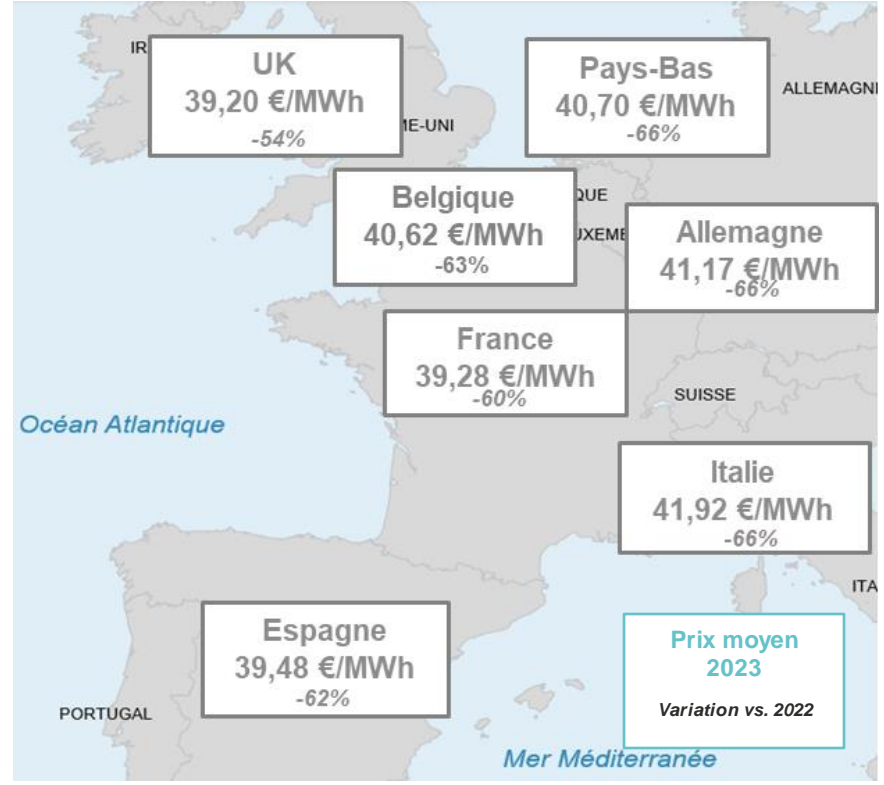 IR
UK
39,20 €/MWh
-54%
ME-UNI
Pays-Bas
40,70 €/MWh
-66%
ALLEMAGN
Belgique
40,62 €/MWh
-63%
QUE
UXEME
Allemagne
41,17 €/MWh
-66%
France
39,28 €/MWh
-60%
SUISSE
Océan Atlantique
Italie
41,92 €/MWh
-66%
ITA
Espagne
39,48 €/MWh
-62%
PORTUGAL
Prix moyen
2023
Variation vs. 2022
Mer Méditerranée